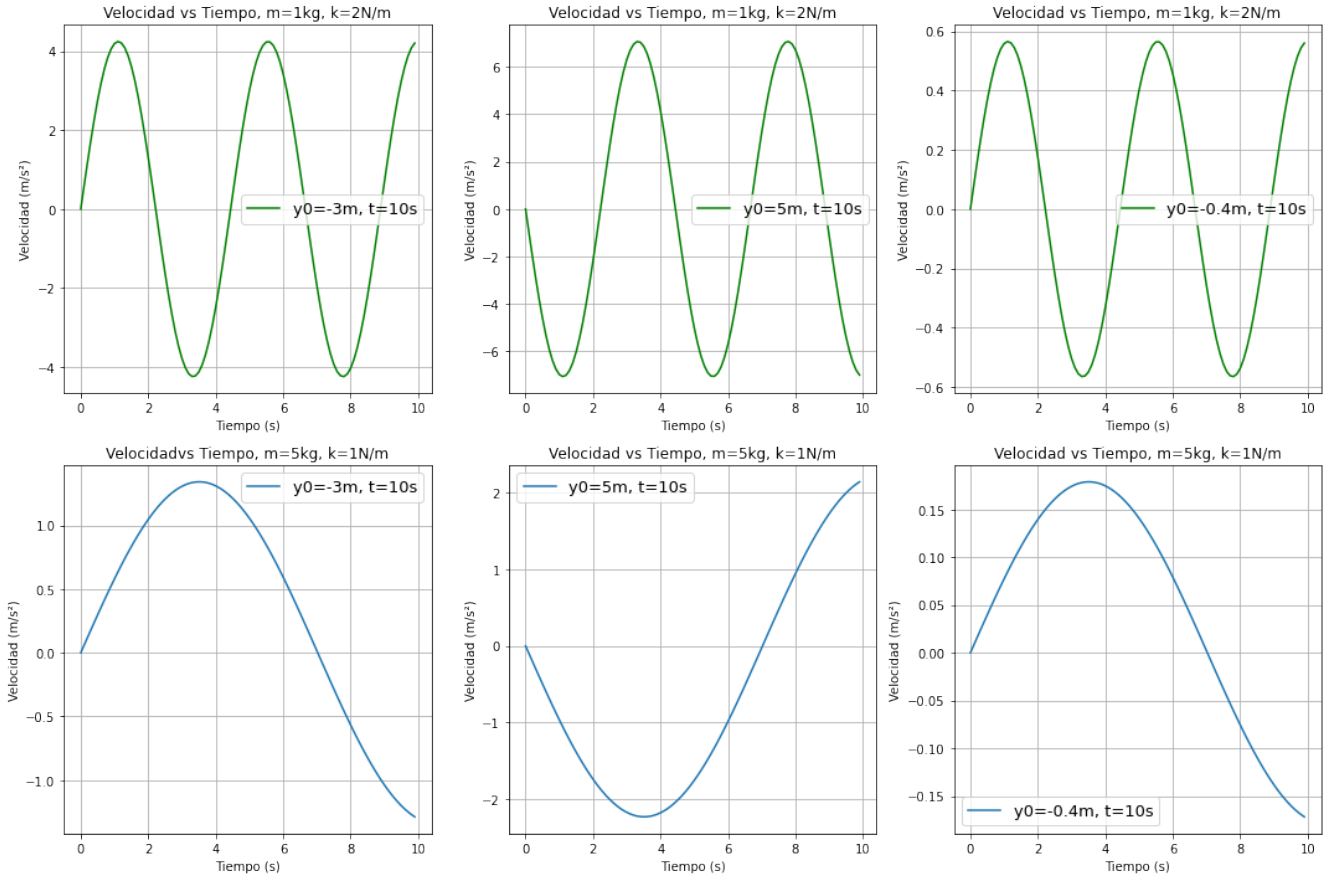 Velocidad vs Tiempo, m=1kg, k=2N/m
Velocidad (m/s²)
4
2
0
−2
−4
y0=-3m, t=10s
0 2 4 6 8 10
Tiempo (s)
Velocidad vs Tiempo, m=1kg, k=2N/m
Velocidad (m/s²)
6
4
2
0
−2
−4
−6
y0=5m, t=10s
0 2 4 6 8 10
Tiempo (s)
Velocidad vs Tiempo, m=1kg, k=2N/m
Velocidad (m/s²)
0.6
0.4
0.2
0.0
−0.2
−0.4
−0.6
y0=-0.4m, t=10s
0 2 4 6 8 10
Tiempo (s)
Velocidadvs Tiempo, m=5kg, k=1N/m
Velocidad (m/s²)
y0=-3m, t=10s
1.0
0.5
0.0
−0.5
−1.0
0 2 4 6 8 10
Tiempo (s)
Velocidad vs Tiempo, m=5kg, k=1N/m
Velocidad (m/s²)
y0=5m, t=10s
2
1
0
−1
−2
0 2 4 6 8 10
Tiempo (s)
Velocidad vs Tiempo, m=5kg, k=1N/m
Velocidad (m/s²)
0.15
0.10
0.05
0.00
−0.05
−0.10
−0.15
y0=-0.4m, t=10s
0 2 4 6 8 10
Tiempo (s)